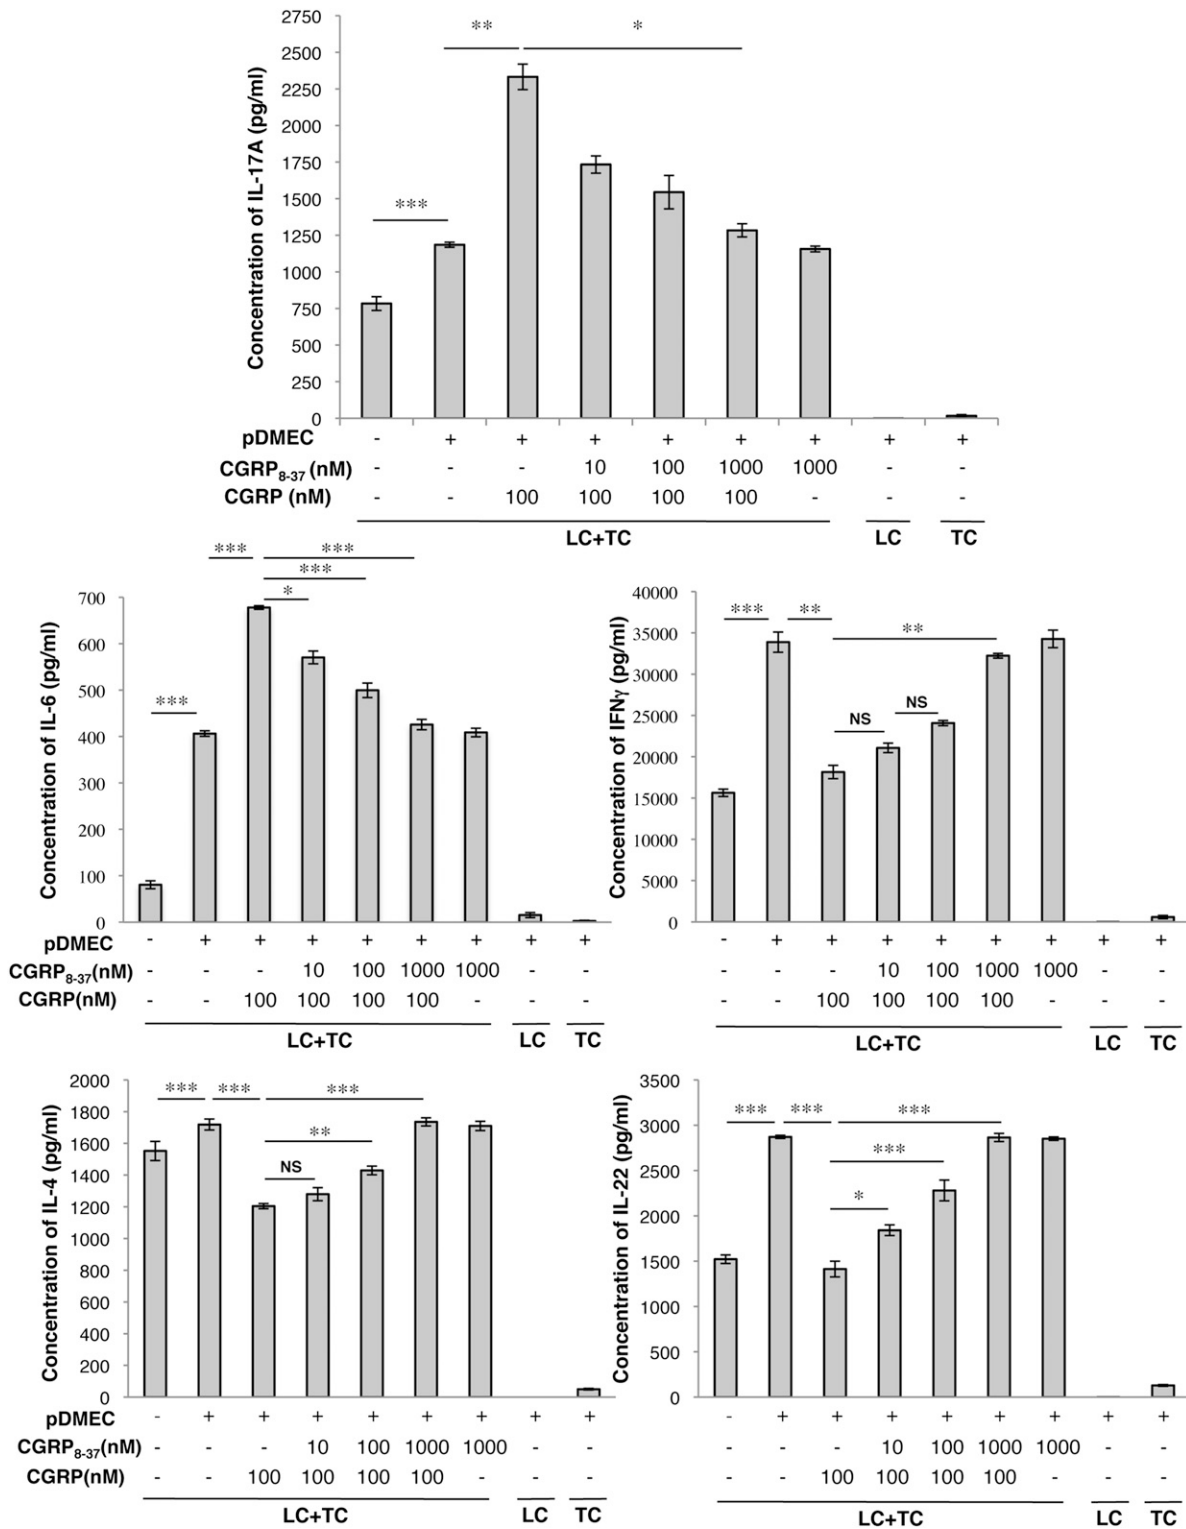 Concentration of IL-17A (pg/ml)
2750
2500
2250
1750
1500
1250
1000
750
500
250
0
***
**
*
pDMEC - + + + + + + + +
CGRP8-37 (nM) - - - 10 100 1000 1000 - -
CGRP (nM) - - 100 100 100 100 - - -
LC+TC LC TC
Concentration of IL-6 (pg/ml)
700
600
500
400
300
200
100
0
***
***
***
***
*
pDMEC - + + + + + + + +
CGRP8-37(nM) - - - 10 100 1000 1000 - -
CGRP(nM) - - 100 100 100 100 - - -
LC+TC LC TC
Concentration of IFNγ (pg/ml)
40000
35000
30000
25000
20000
15000
10000
5000
0
***
**
**
NS
NS
- + + + + + + + +
- - - 10 100 1000 1000 - -
- - 100 100 100 100 - - -
LC+TC LC TC
Concentration of IL-4 (pg/ml)
2000
1800
1600
1400
1200
1000
800
600
400
200
0
***
***
***
**
NS
pDMEC - + + + + + + + +
CGRP8-37(nM) - - - 10 100 1000 1000 - -
CGRP(nM) - - 100 100 100 100 - - -
LC+TC LC TC
Concentration of IL-22 (pg/ml)
3500
3000
2500
2000
1500
1000
500
0
***
***
***
***
*
- + + + + + + + +
- - - 10 100 1000 1000 - -
- - 100 100 100 100 - - -
LC+TC LC TC